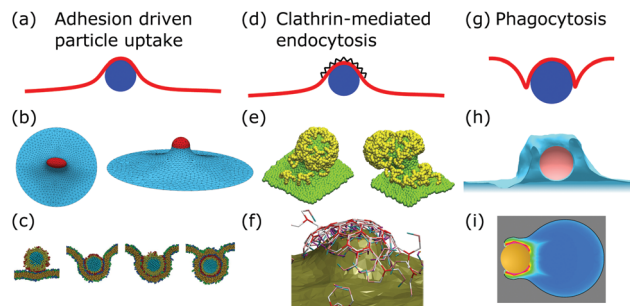 (a) Adhesion driven
particle uptake
(d) Clathrin-mediated
endocytosis
(g) Phagocytosis
(b)
(e)
(h)
(c)
(f)
(i)